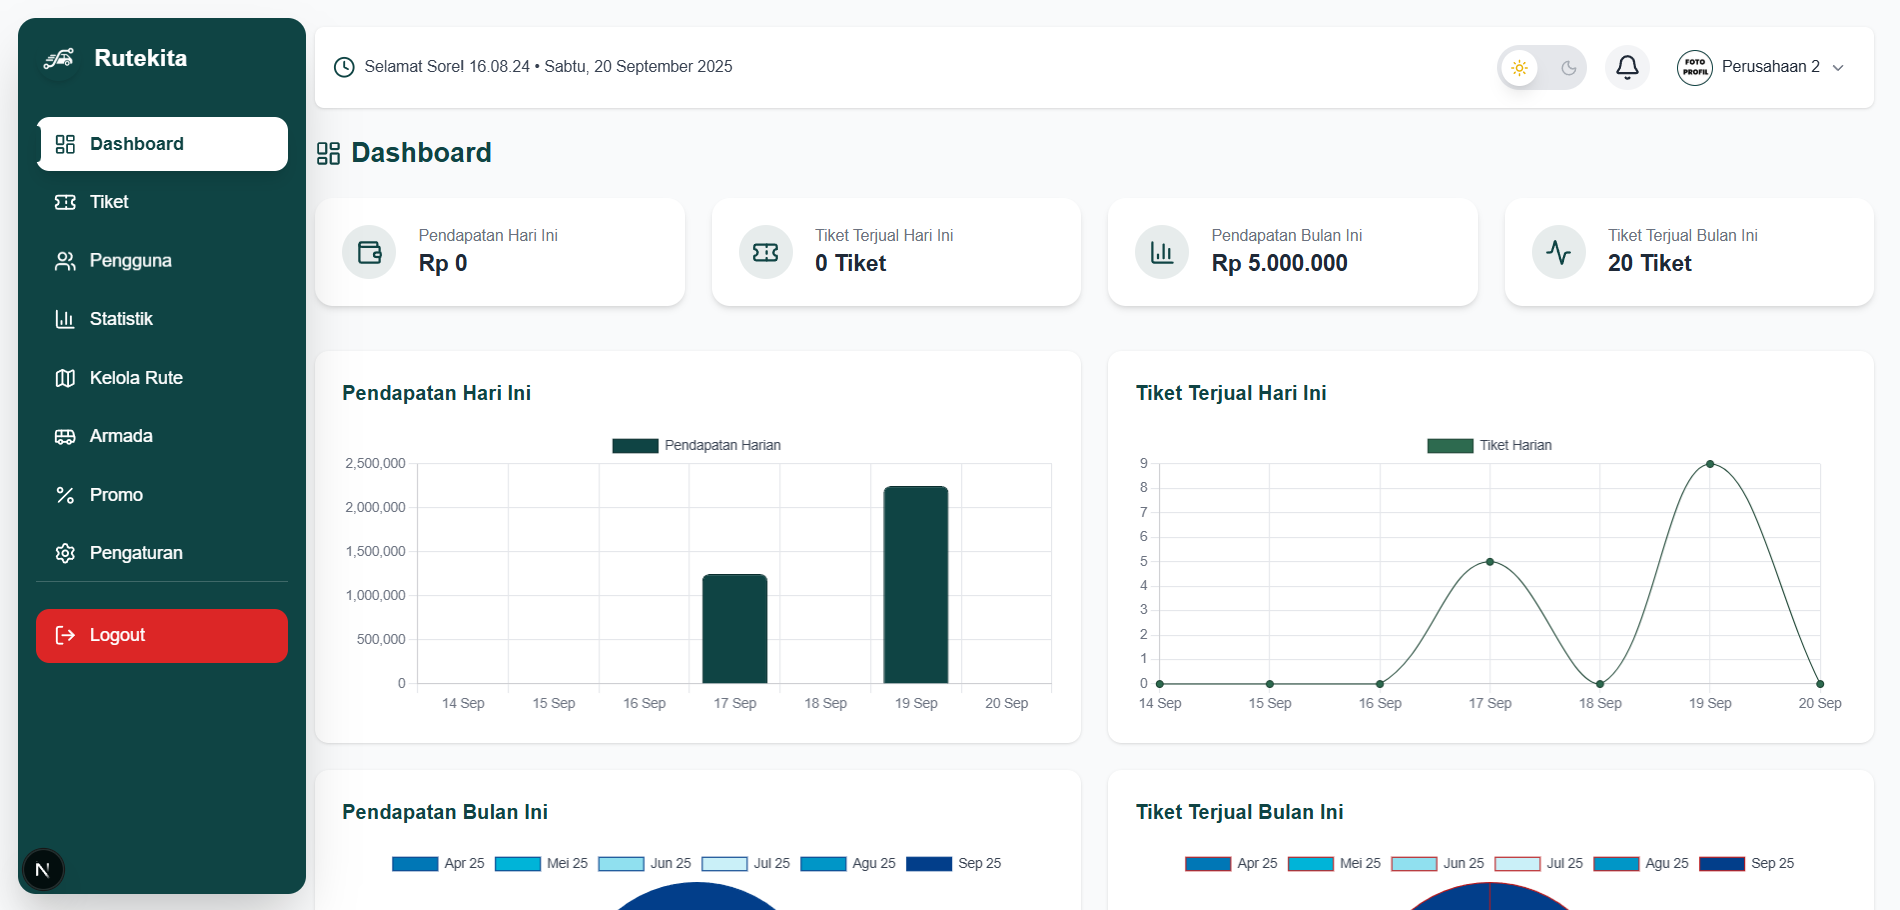 Rutekita
Dashboard
Tiket
Pengguna
Statistik
Kelola Rute
Armada
Promo
Pengaturan
Logout
N
Selamat Sore! 16.08.24 • Sabtu, 20 September 2025
FOTO
PROFIL
Perusahaan 2
Dashboard
Pendapatan Hari Ini
Rp 0
Tiket Terjual Hari Ini
0 Tiket
Pendapatan Bulan Ini
Rp 5.000.000
Tiket Terjual Bulan Ini
20 Tiket
Pendapatan Hari Ini
Pendapatan Harian
2,500,000
2,000,000
1,500,000
1,000,000
500,000
0
14 Sep 15 Sep 16 Sep 17 Sep 18 Sep 19 Sep 20 Sep
Tiket Terjual Hari Ini
Tiket Harian
9
8
7
6
5
4
3
2
1
0
14 Sep 15 Sep 16 Sep 17 Sep 18 Sep 19 Sep 20 Sep
Pendapatan Bulan Ini
Apr 25 Mei 25 Jun 25 Jul 25 Agu 25 Sep 25
Tiket Terjual Bulan Ini
Apr 25 Mei 25 Jun 25 Jul 25 Agu 25 Sep 25